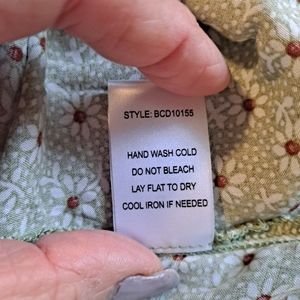 STYLE: BCD10155
HAND WASH COLD
DO NOT BLEACH
LAY FLAT TO DRY
COOL IRON IF NEEDED